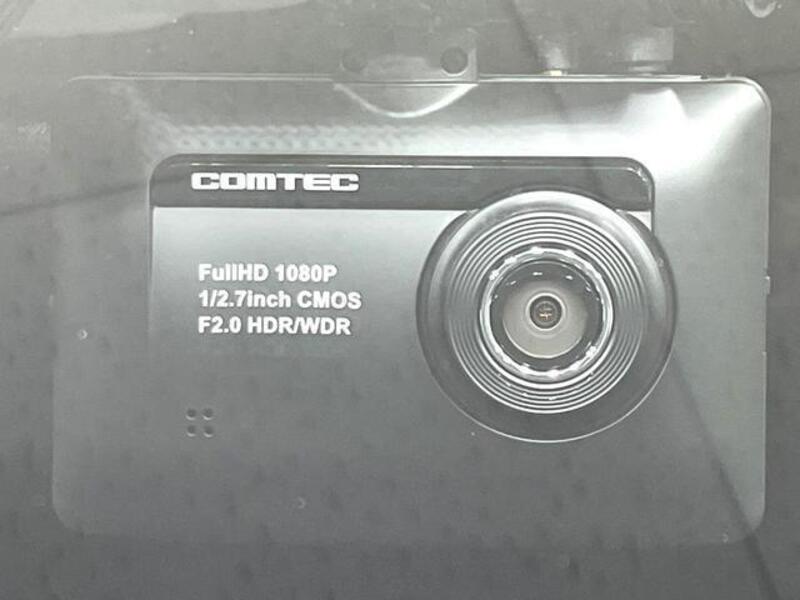 COMTEC
FullHD 1080P
1/2.7inch CMOS
F2.0 HDR/WDR